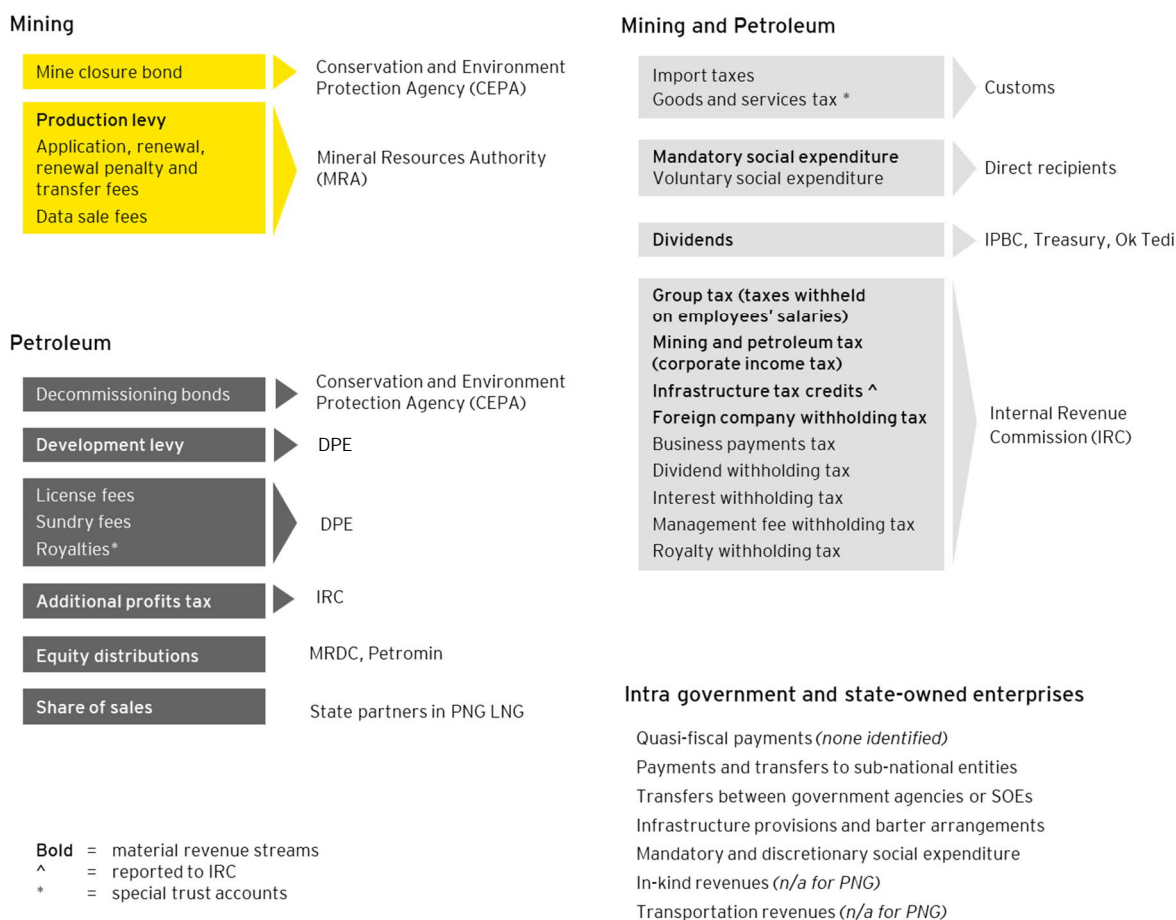 Mining
Mine closure bond
Conservation and Environment
Protection Agency (CEPA)
Production levy
Application, renewal,
renewal penalty and
transfer fees
Data sale fees
Mineral Resources Authority
(MRA)
Petroleum
Decommissioning bonds
Conservation and Environment
Protection Agency (CEPA)
Development levy
DPE
License fees
Sundry fees
Royalties*
DPE
Additional profits tax
IRC
Equity distributions
MRDC, Petromin
Share of sales
State partners in PNG LNG
Bold = material revenue streams
^ = reported to IRC
* = special trust accounts
Mining and Petroleum
Import taxes
Goods and services tax *
Customs
Mandatory social expenditure
Voluntary social expenditure
Direct recipients
Dividends
IPBC, Treasury, Ok Tedi
Group tax (taxes withheld
on employees' salaries)
Mining and petroleum tax
(corporate income tax)
Infrastructure tax credits ^
Foreign company withholding tax
Business payments tax
Dividend withholding tax
Interest withholding tax
Management fee withholding tax
Royalty withholding tax
Internal Revenue
Commission (IRC)
Intra government and state-owned enterprises
Quasi-fiscal payments (none identified)
Payments and transfers to sub-national entities
Transfers between government agencies or SOEs
Infrastructure provisions and barter arrangements
Mandatory and discretionary social expenditure
In-kind revenues (n/a for PNG)
Transportation revenues (n/a for PNG)